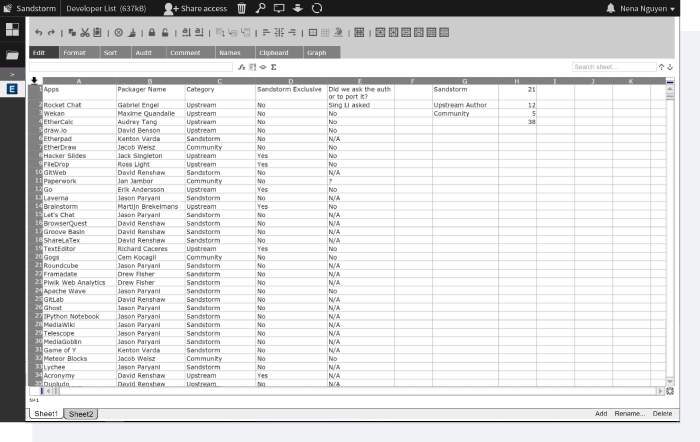 Sandstorm Developer List (637kB) Share access Nena Nguyen
Edit Format Sort Audit Comment Names Clipboard Graph
Search sheet...
A B C D E F G H I J K
1 Apps Packager Name Category Sandstorm Exclusive Did we ask the auth Sandstorm 21
or to port it?
2 Rocket Chat Gabriel Engel Upstream No Sing Li asked Upstream Author 12
3 Wekan Maxime Quandalle Upstream No No Community 5
4 EtherCalc Audrey Tang Upstream No No 38
5 draw.io David Benson Upstream No No
6 Etherpad Kenton Varda Sandstorm No N/A
7 EtherDraw Jacob Weisz Community No No
8 Hacker Slides Jack Singleton Upstream Yes No
9 FileDrop Ross Light Upstream Yes No
10 GitWeb David Renshaw Sandstorm No N/A
11 Paperwork Jan Jambor Community No ?
12 Go Erik Andersson Upstream Yes No
13 Laverna Jason Paryani Sandstorm No N/A
14 Brainstorm Martijn Brekelmans Upstream Yes No
15 Let's Chat Jason Paryani Sandstorm No N/A
16 BrowserQuest David Renshaw Sandstorm No N/A
17 Groove Basin David Renshaw Sandstorm No N/A
18 ShareLaTex David Renshaw Sandstorm No N/A
19 TextEditor Richard Caceres Upstream Yes No
20 Gogs Cem Kocagil Community No No
21 Roundcube Jason Paryani Sandstorm No N/A
22 Framadate Drew Fisher Sandstorm No N/A
23 Piwik Web Analytics Drew Fisher Sandstorm No N/A
24 Apache Wave Jason Paryani Sandstorm No No
25 GitLab David Renshaw Sandstorm No N/A
26 Ghost Jason Paryani Sandstorm No N/A
27 IPython Notebook Jason Paryani Sandstorm No N/A
28 MediaWiki Jason Paryani Sandstorm No N/A
29 Telescope Jason Paryani Sandstorm No N/A
30 MediaGoblin Jason Paryani Sandstorm No N/A
31 Game of Y Kenton Varda Sandstorm No N/A
32 Meteor Blocks Jacob Weisz Community No No
33 Lychee Jason Paryani Sandstorm No N/A
34 Acronymy David Renshaw Upstream Yes N/A
35 Duoludo David Renshaw Upstream No N/A
N41
Sheet1 Sheet2 Add Rename... Delete